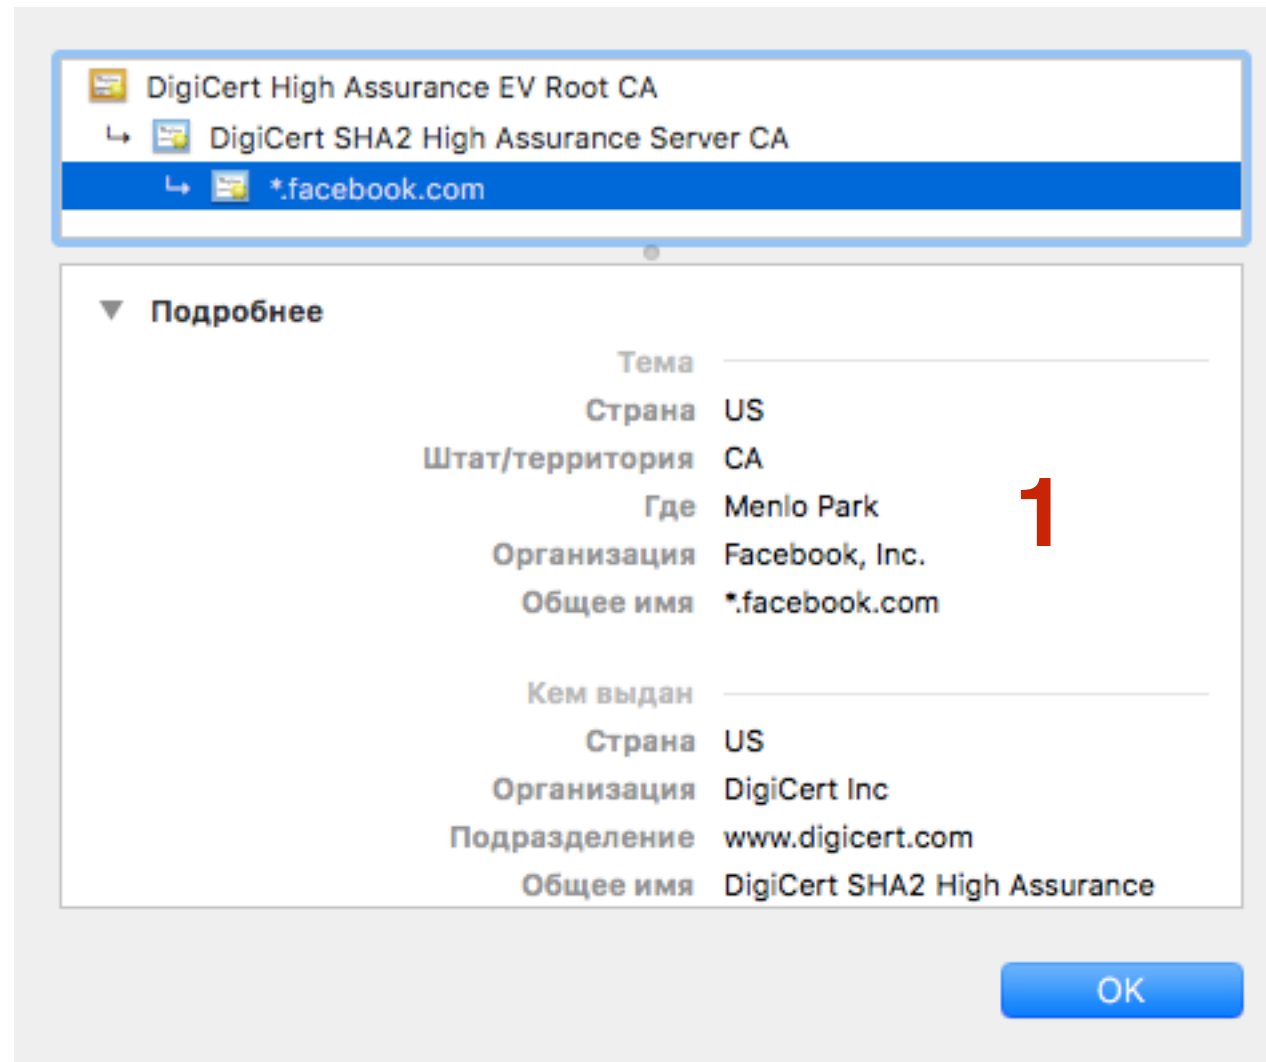 DigiCert High Assurance EV Root CA
DigiCert SHA2 High Assurance Server CA
*.facebook.com
Подробнее
Тема
Страна US
Штат/территория CA
Где Menlo Park
1
Организация Facebook, Inc.
Общее имя *.facebook.com
Кем выдан
Страна US
Организация DigiCert Inc
Подразделение www.digicert.com
Общее имя DigiCert SHA2 High Assurance
OK